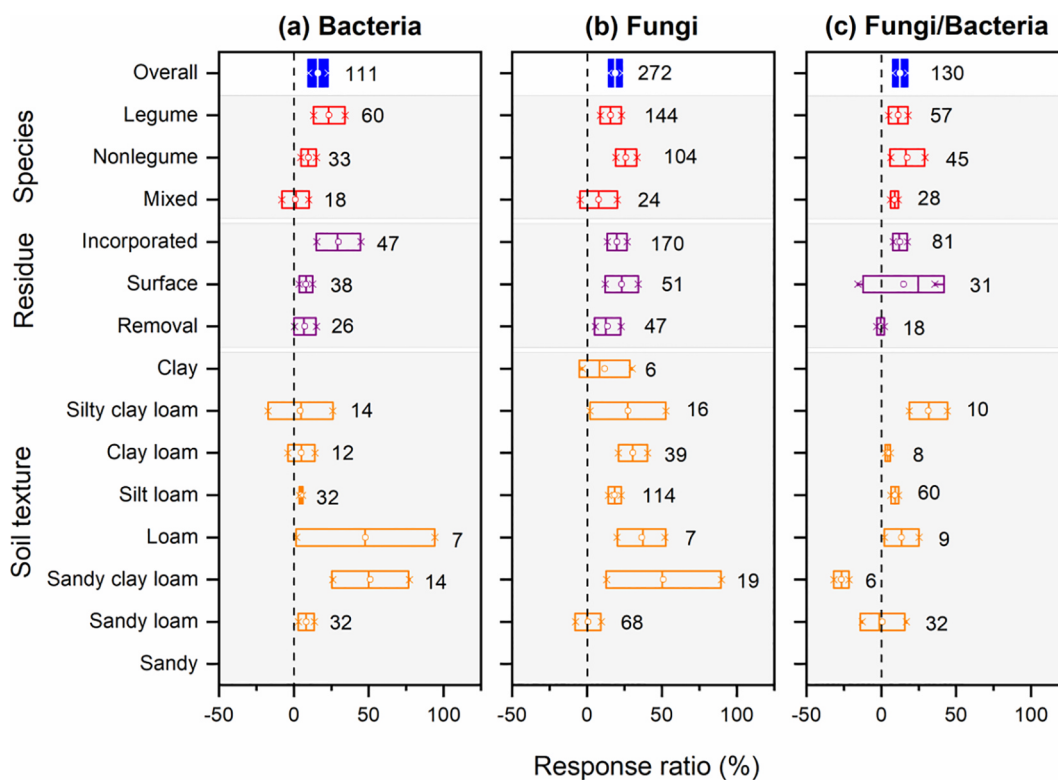 (a) Bacteria (b) Fungi (c) Fungi/Bacteria
Overall 111 272 130
Species
Legume 60 144 57
Nonlegume 33 104 45
Mixed 18 24 28
Residue
Incorporated 47 170 81
Surface 38 51 31
Removal 26 47 18
Soil texture
Clay 6
Silty clay loam 14 16 10
Clay loam 12 39 8
Silt loam 32 114 60
Loam 7 7 9
Sandy clay loam 14 19 6
Sandy loam 32 68 32
Sandy
-50 0 50 100 -50 0 50 100 -50 0 50 100
Response ratio (%)